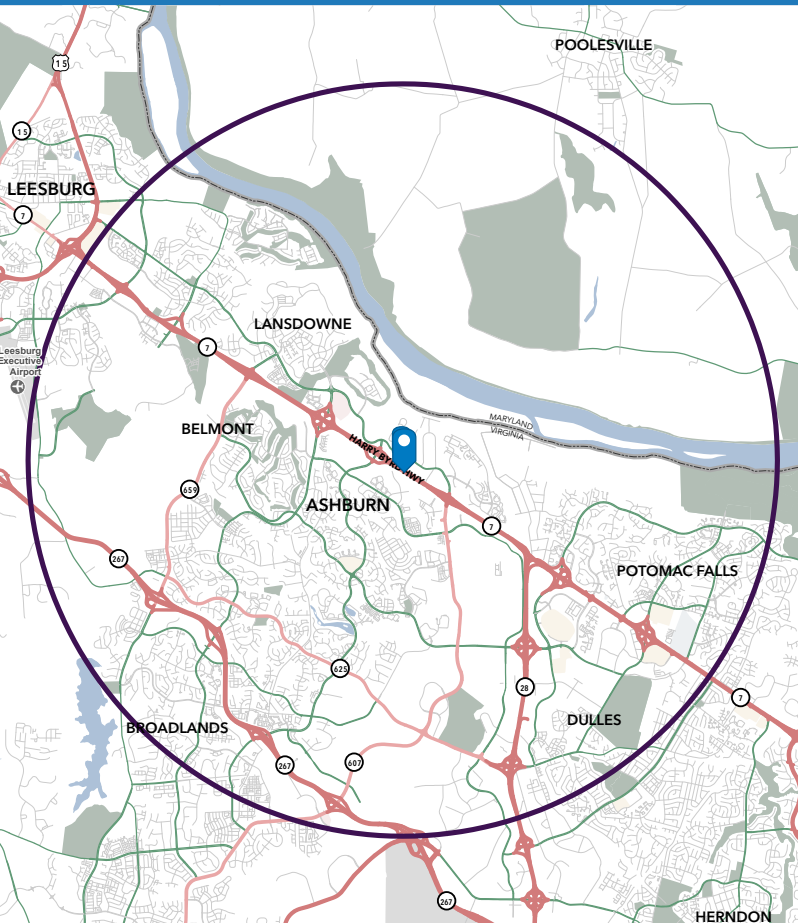 POOLESVILLE
15
15
LEESBURG
7
LANSDOWNE
7
Leesburg
Executive
Airport
MARYLAND
VIRGINIA
BELMONT
HARRY BYRD HWY
659
ASHBURN
7
267
POTOMAC FALLS
625
28
7
DULLES
BROADLANDS
607
267
267
HERNDON